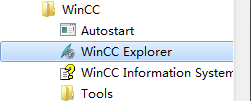 WinCC
Autostart
WinCC Explorer
WinCC Information System
Tools